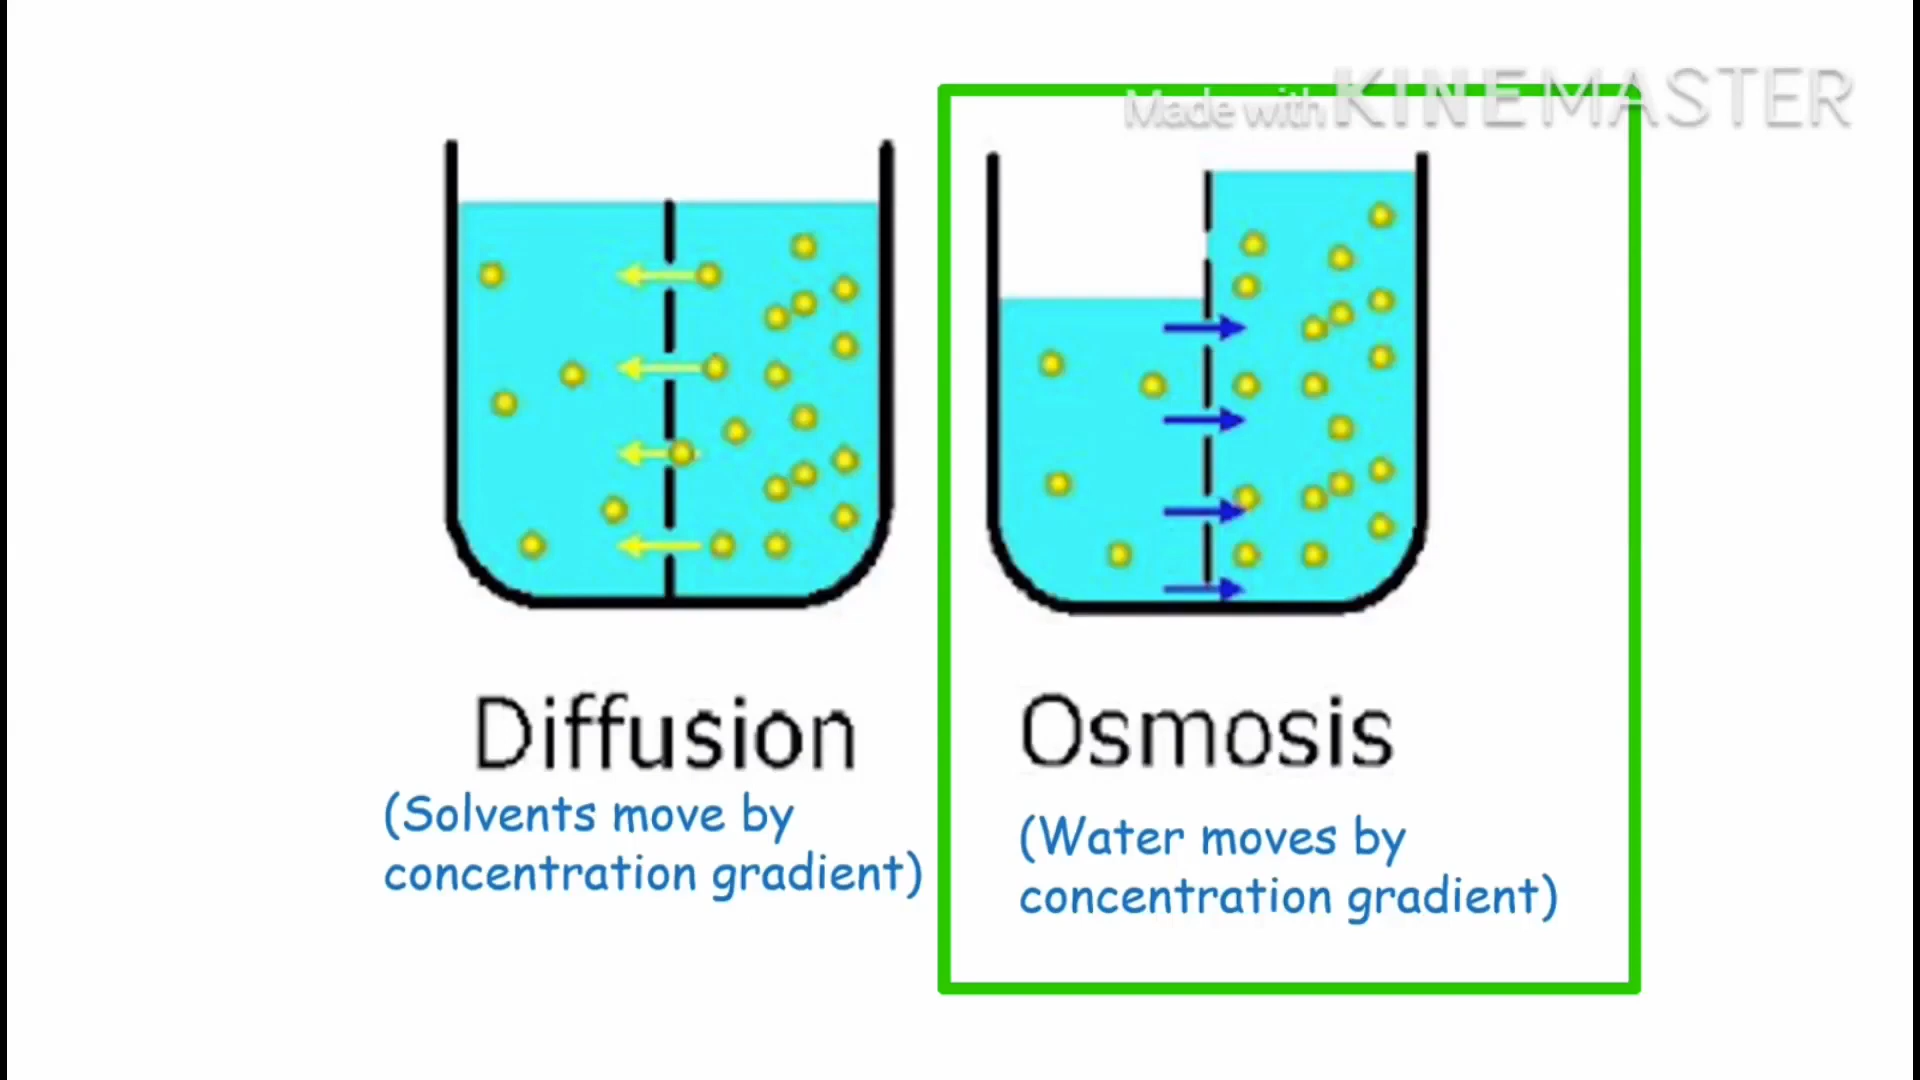 Made with KINEMASTER
Diffusion
(Solvents move by
concentration gradient)
Osmosis
(Water moves by
concentration gradient)